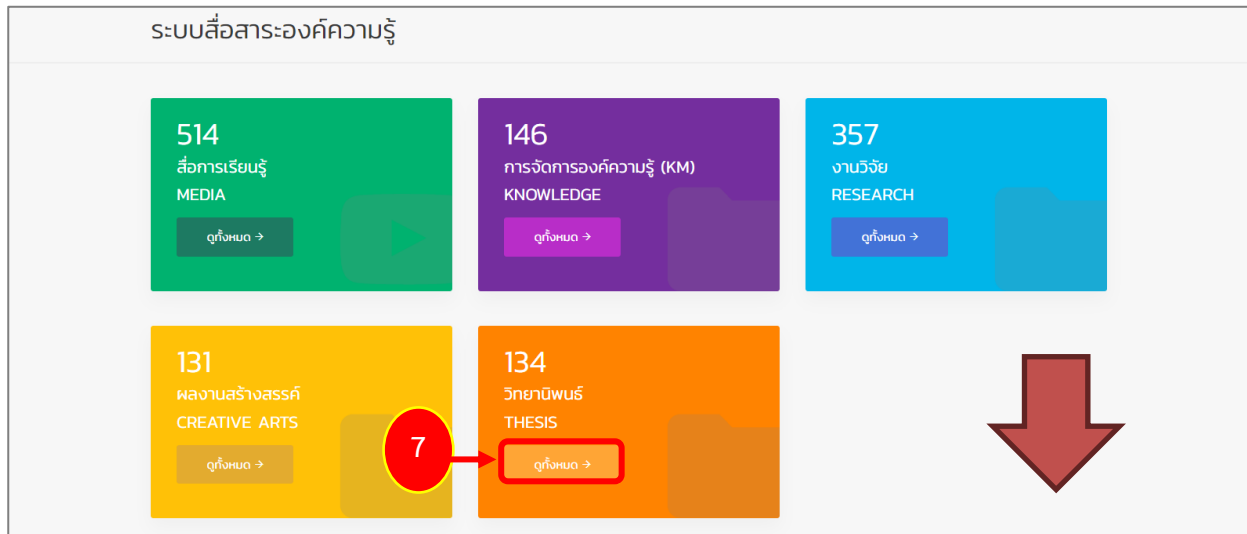 ระบบสื่อสาระองค์ความรู้
514
สื่อการเรียนรู้
MEDIA
ดูทั้งหมด →
146
การจัดการองค์ความรู้ (KM)
KNOWLEDGE
ดูทั้งหมด →
357
งานวิจัย
RESEARCH
ดูทั้งหมด →
131
ผลงานสร้างสรรค์
CREATIVE ARTS
ดูทั้งหมด →
134
วิทยานิพนธ์
THESIS
7
ดูทั้งหมด →